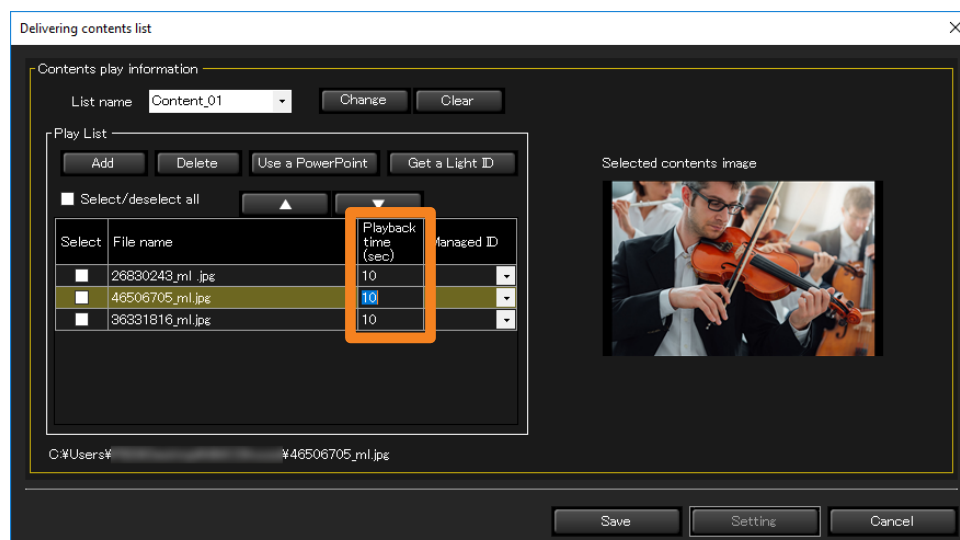 Delivering contents list
Contents play information
List name Content_01 Change Clear
Play List
Add Delete Use a PowerPoint Get a Light ID
Selected contents image
Select/deselect all ▲ ▼
Select File name Playback time (sec) Managed ID
26830243_ml .jpg 10
46506705_ml.jpg 10
36331816_ml.jpg 10
C:¥Users¥ ¥46506705_ml.jpg
Save Setting Cancel